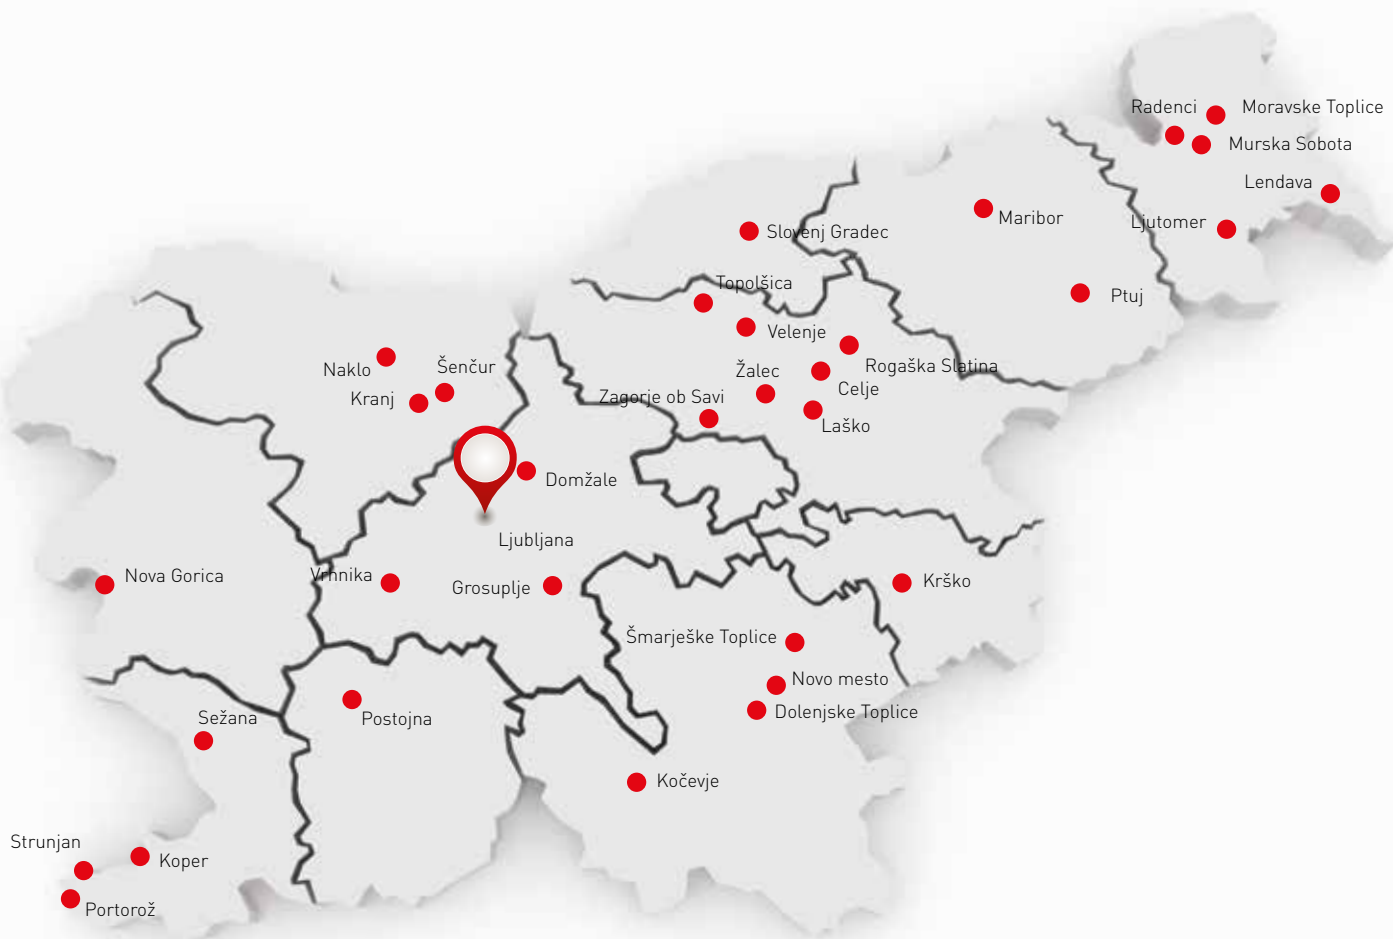 Radenci
Moravske Toplice
Murska Sobota
Lendava
Ljutomer
Maribor
Slovenj Gradec
Topolšica
Ptuj
Velenje
Rogaška Slatina
Naklo
Šenčur
Žalec
Celje
Kranj
Zagorje ob Savi
Laško
Domžale
Ljubljana
Nova Gorica
Vrhnika
Grosuplje
Krško
Šmarješke Toplice
Novo mesto
Dolenjske Toplice
Sežana
Postojna
Kočevje
Strunjan
Koper
Portorož